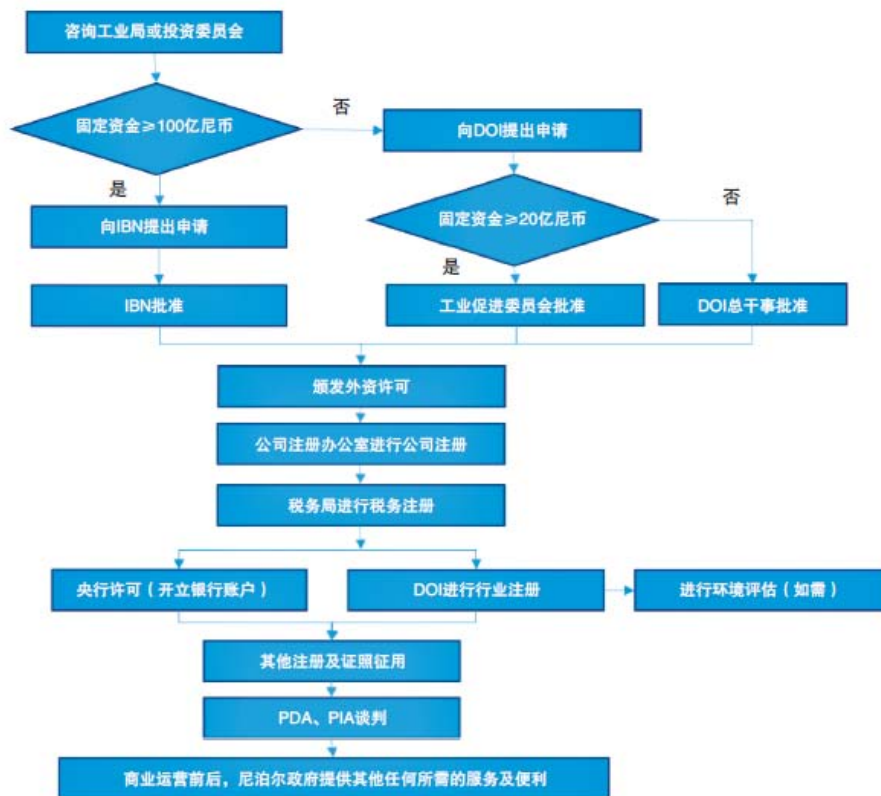 咨询工业局或投资委员会
固定资金≥100亿尼币
否
向DOI提出申请
是
向IBN提出申请
固定资金≥20亿尼币
否
是
IBN批准
工业促进委员会批准
DOI总干事批准
颁发外资许可
公司注册办公室进行公司注册
税务局进行税务注册
央行许可（开立银行账户）
DOI进行行业注册
进行环境评估（如需）
其他注册及证照征用
PDA、PIA谈判
商业运营前后，尼泊尔政府提供其他任何所需的服务及便利